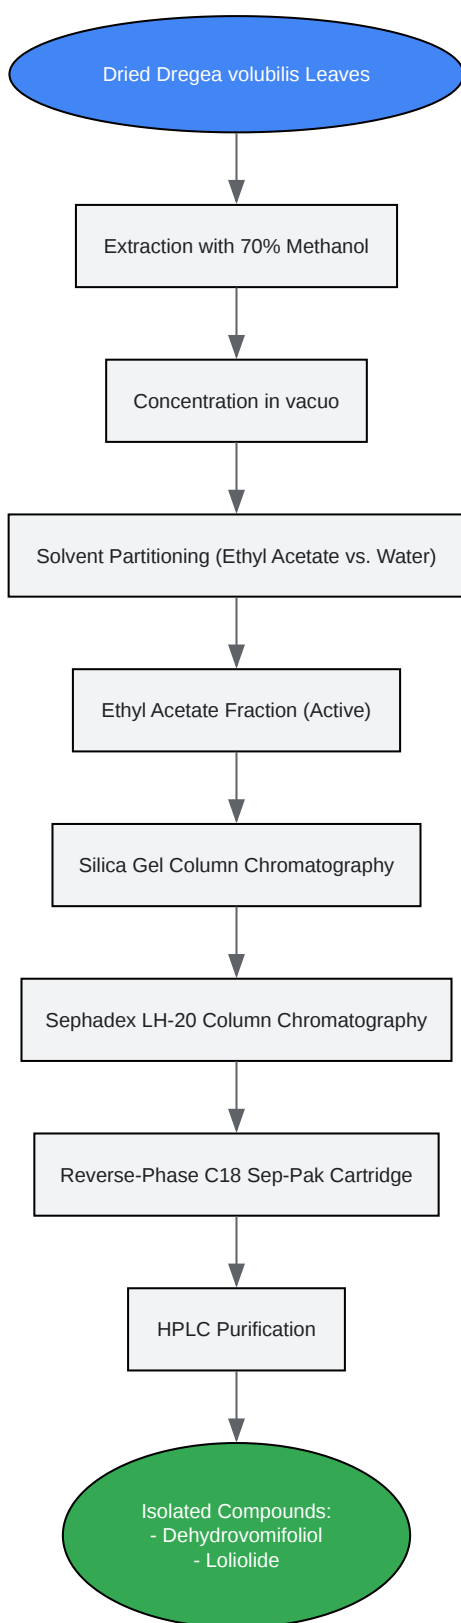 Dried Dregea volubilis Leaves
Extraction with 70% Methanol
Concentration in vacuo
Solvent Partitioning (Ethyl Acetate vs. Water)
Ethyl Acetate Fraction (Active)
Silica Gel Column Chromatography
Sephadex LH-20 Column Chromatography
Reverse-Phase C18 Sep-Pak Cartridge
HPLC Purification
Isolated Compounds:
- Dehydrovomifoliol
- Loliolide